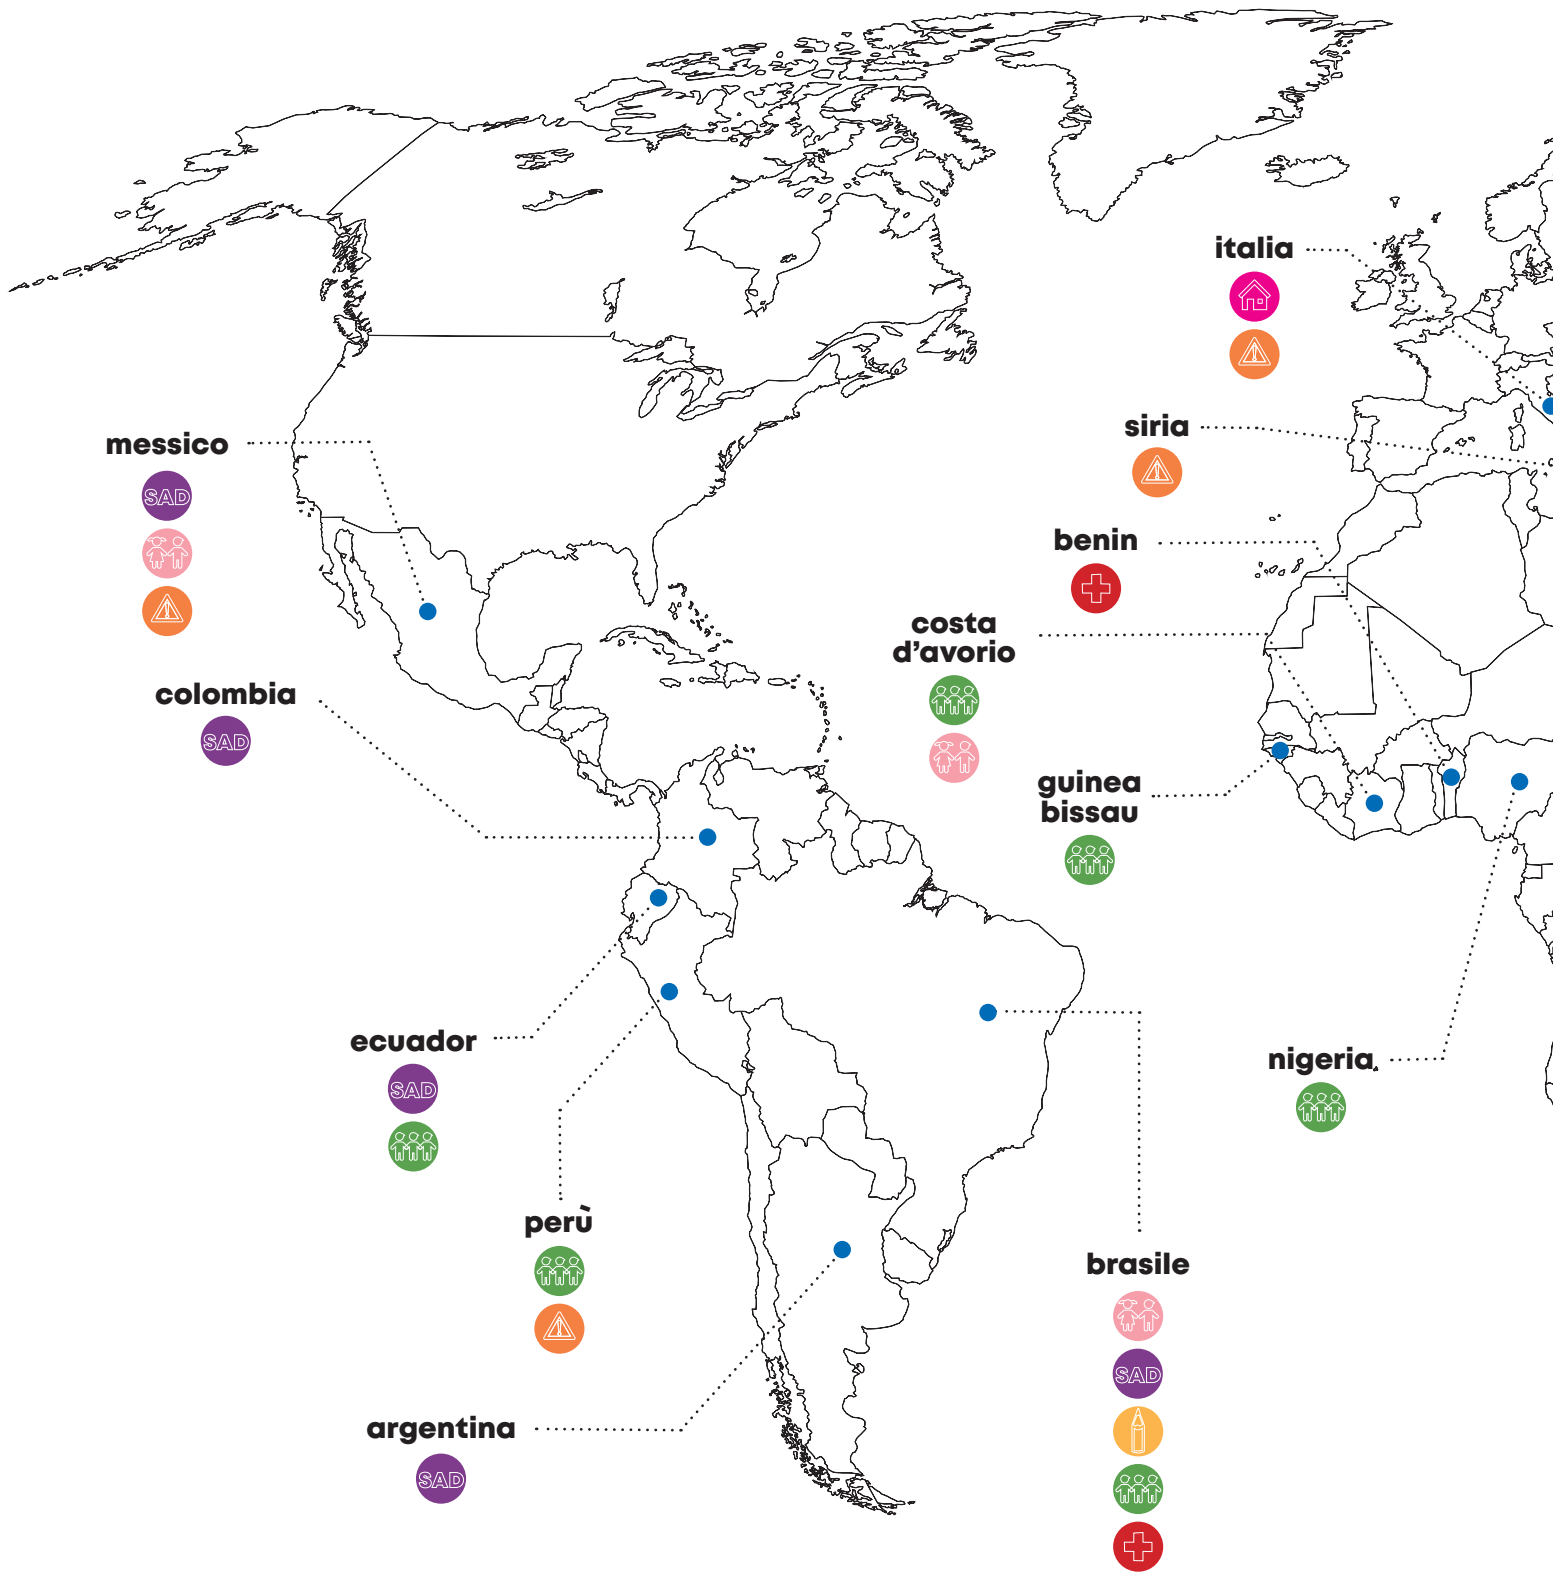 italia
siria
messico
SAD
benin
costa
d'avorio
colombia
SAD
guinea
bissau
ecuador
SAD
nigeria
perù
brasile
SAD
argentina
SAD